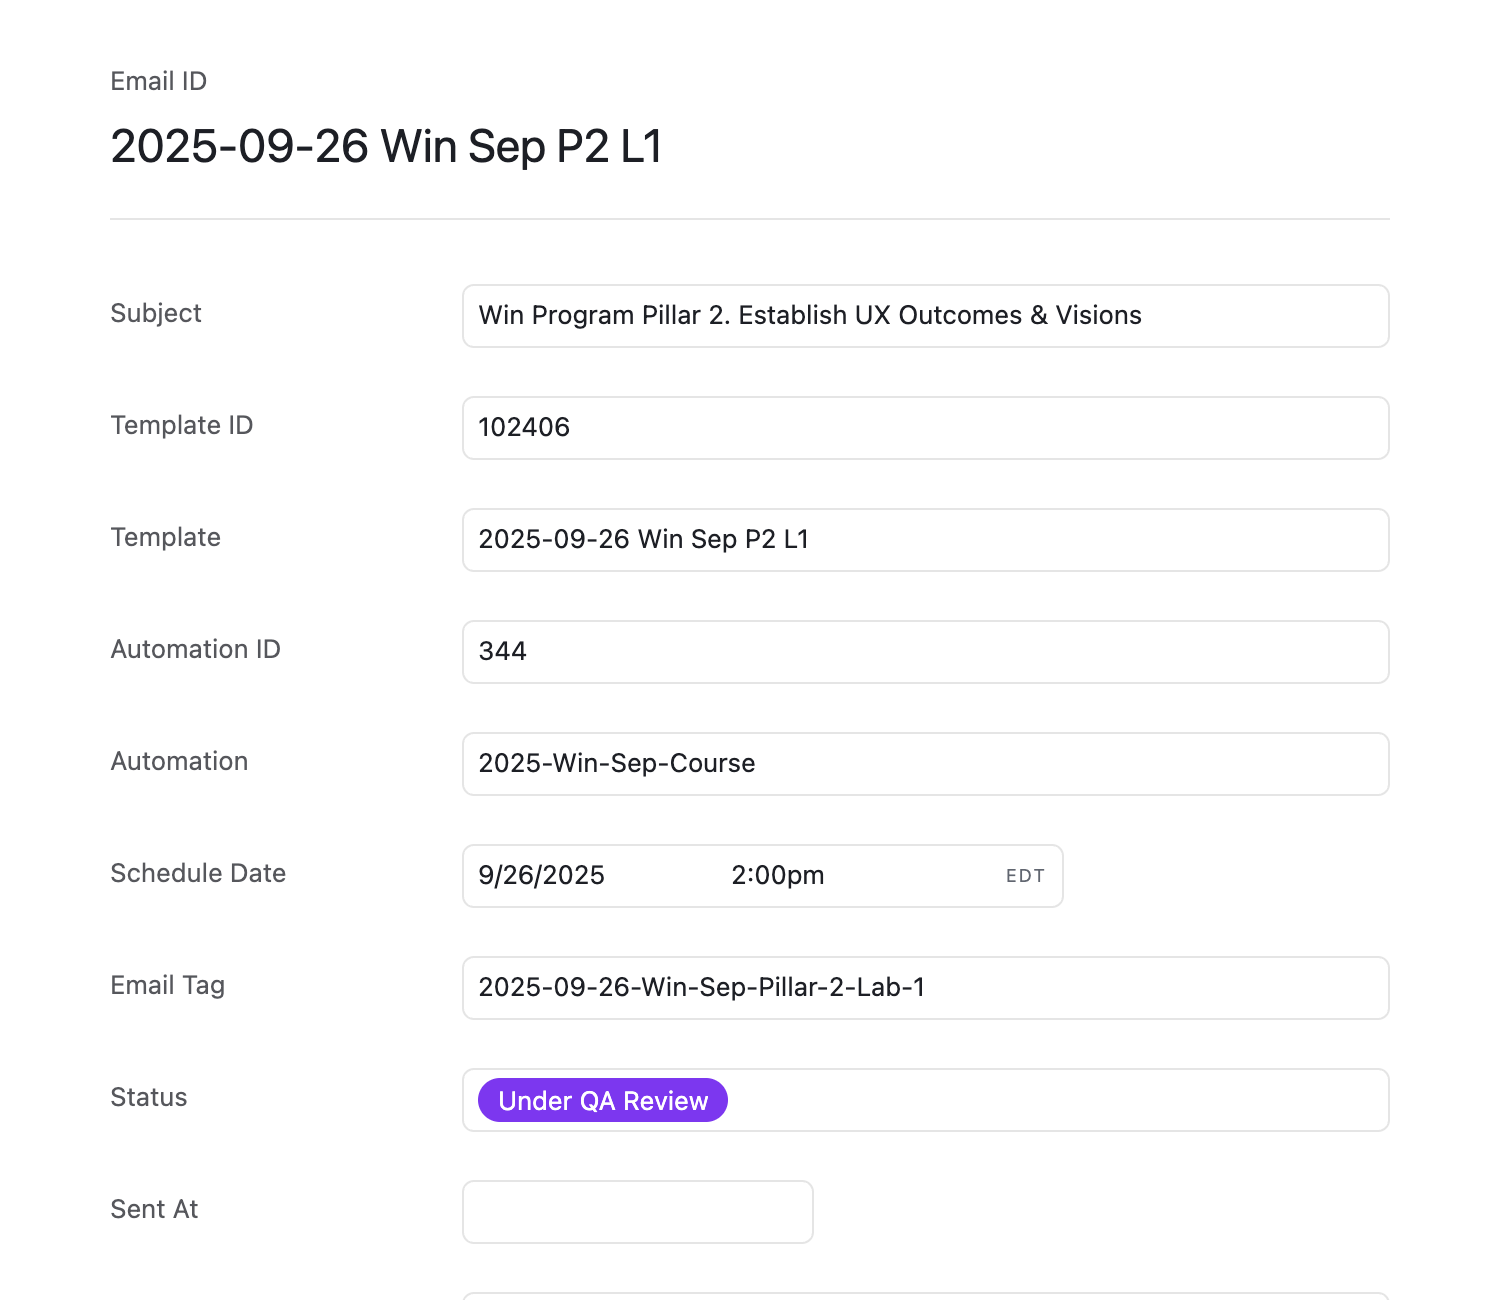 Email ID
2025-09-26 Win Sep P2 L1
Subject
Win Program Pillar 2. Establish UX Outcomes & Visions
Template ID
102406
Template
2025-09-26 Win Sep P2 L1
Automation ID
344
Automation
2025-Win-Sep-Course
Schedule Date
9/26/2025 2:00pm EDT
Email Tag
2025-09-26-Win-Sep-Pillar-2-Lab-1
Status
Under QA Review
Sent At